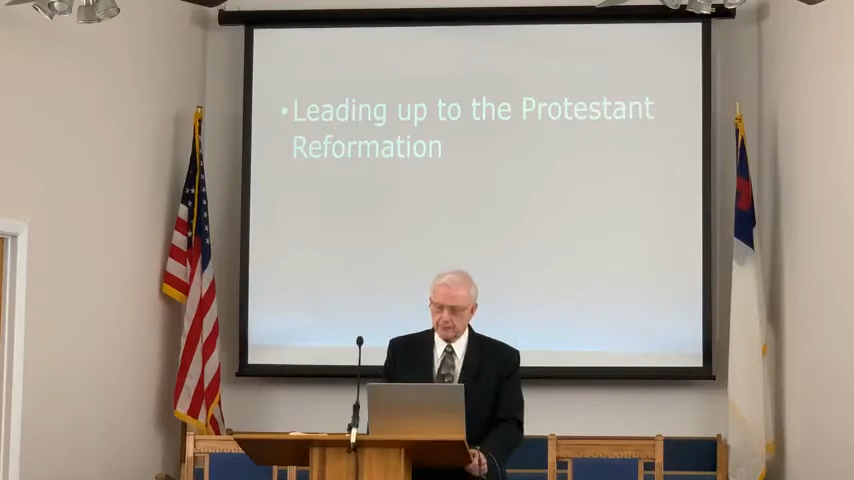 •Leading up to the Protestant
Reformation